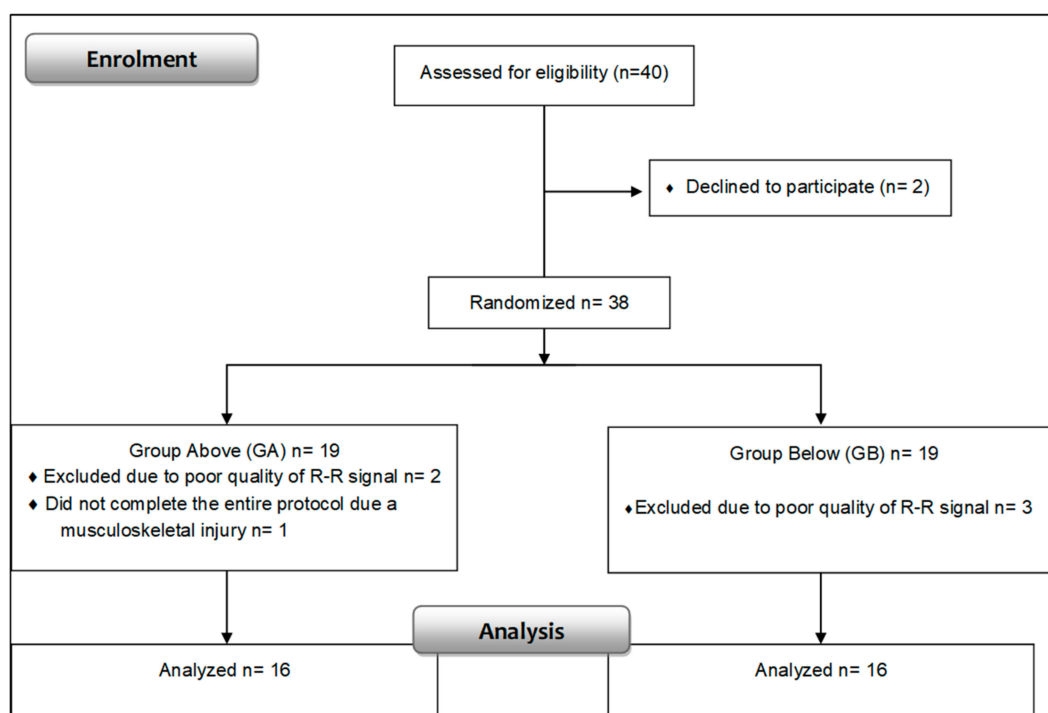 Enrolment
Assessed for eligibility (n=40)
♦ Declined to participate (n= 2)
Randomized n= 38
Group Above (GA) n= 19
♦ Excluded due to poor quality of R-R signal n= 2
♦ Did not complete the entire protocol due a
musculoskeletal injury n= 1
Group Below (GB) n= 19
♦Excluded due to poor quality of R-R signal n= 3
Analysis
Analyzed n= 16
Analyzed n= 16